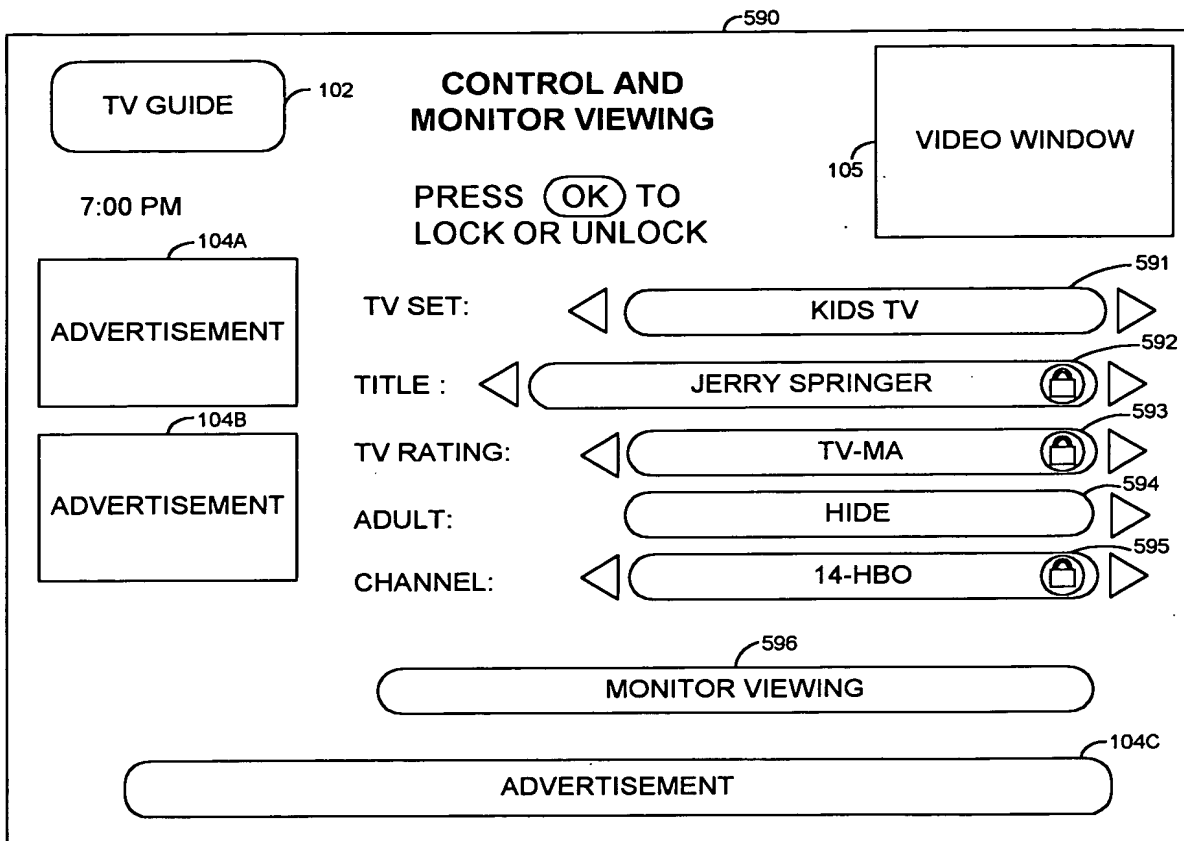 590
TV GUIDE
102
CONTROL AND
MONITOR VIEWING
VIDEO WINDOW
105
7:00 PM
PRESS OK TO
LOCK OR UNLOCK
104A
ADVERTISEMENT
104B
ADVERTISEMENT
TV SET:
KIDS TV
591
TITLE :
JERRY SPRINGER
592
TV RATING:
TV-MA
593
ADULT:
HIDE
594
CHANNEL:
14-HBO
595
596
MONITOR VIEWING
104C
ADVERTISEMENT